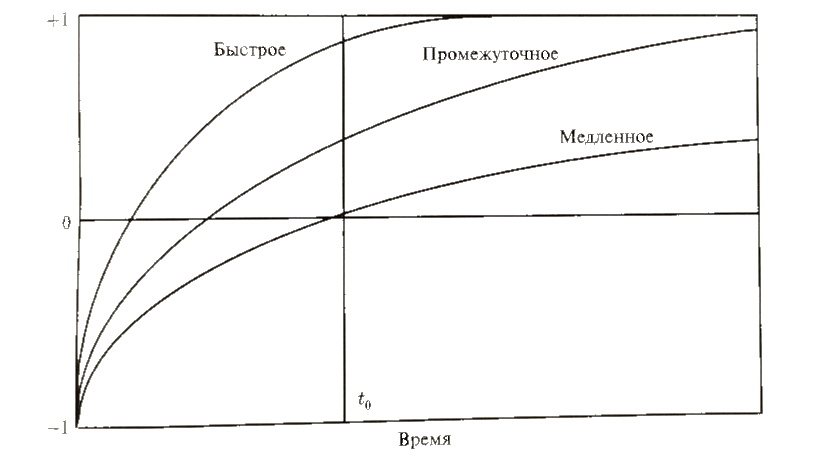 +1
Быстрое
Промежуточное
Медленное
0
t₀
−1
Время